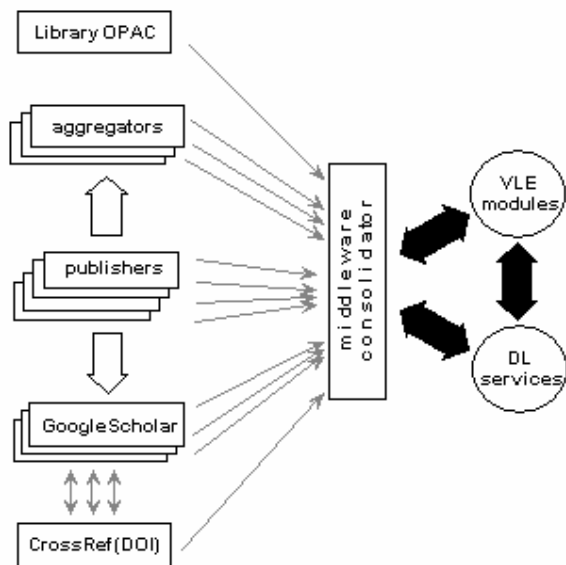 Library OPAC
aggregators
publishers
GoogleScholar
CrossRef(DOI)
middleware
consolidator
VLE
modules
DL
services